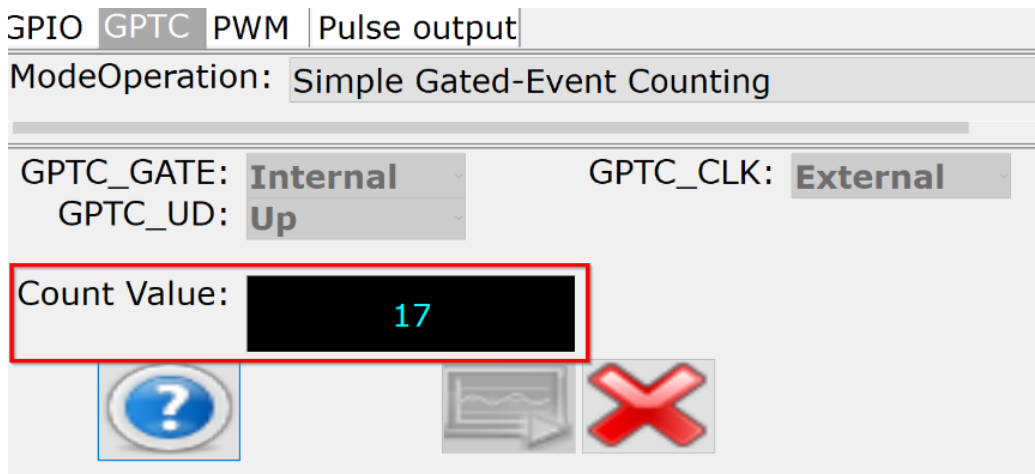 GPIO GPTC PWM Pulse output
ModeOperation: Simple Gated-Event Counting
GPTC_GATE: Internal GPTC_CLK: External
GPTC_UD: Up
Count Value: 17
?